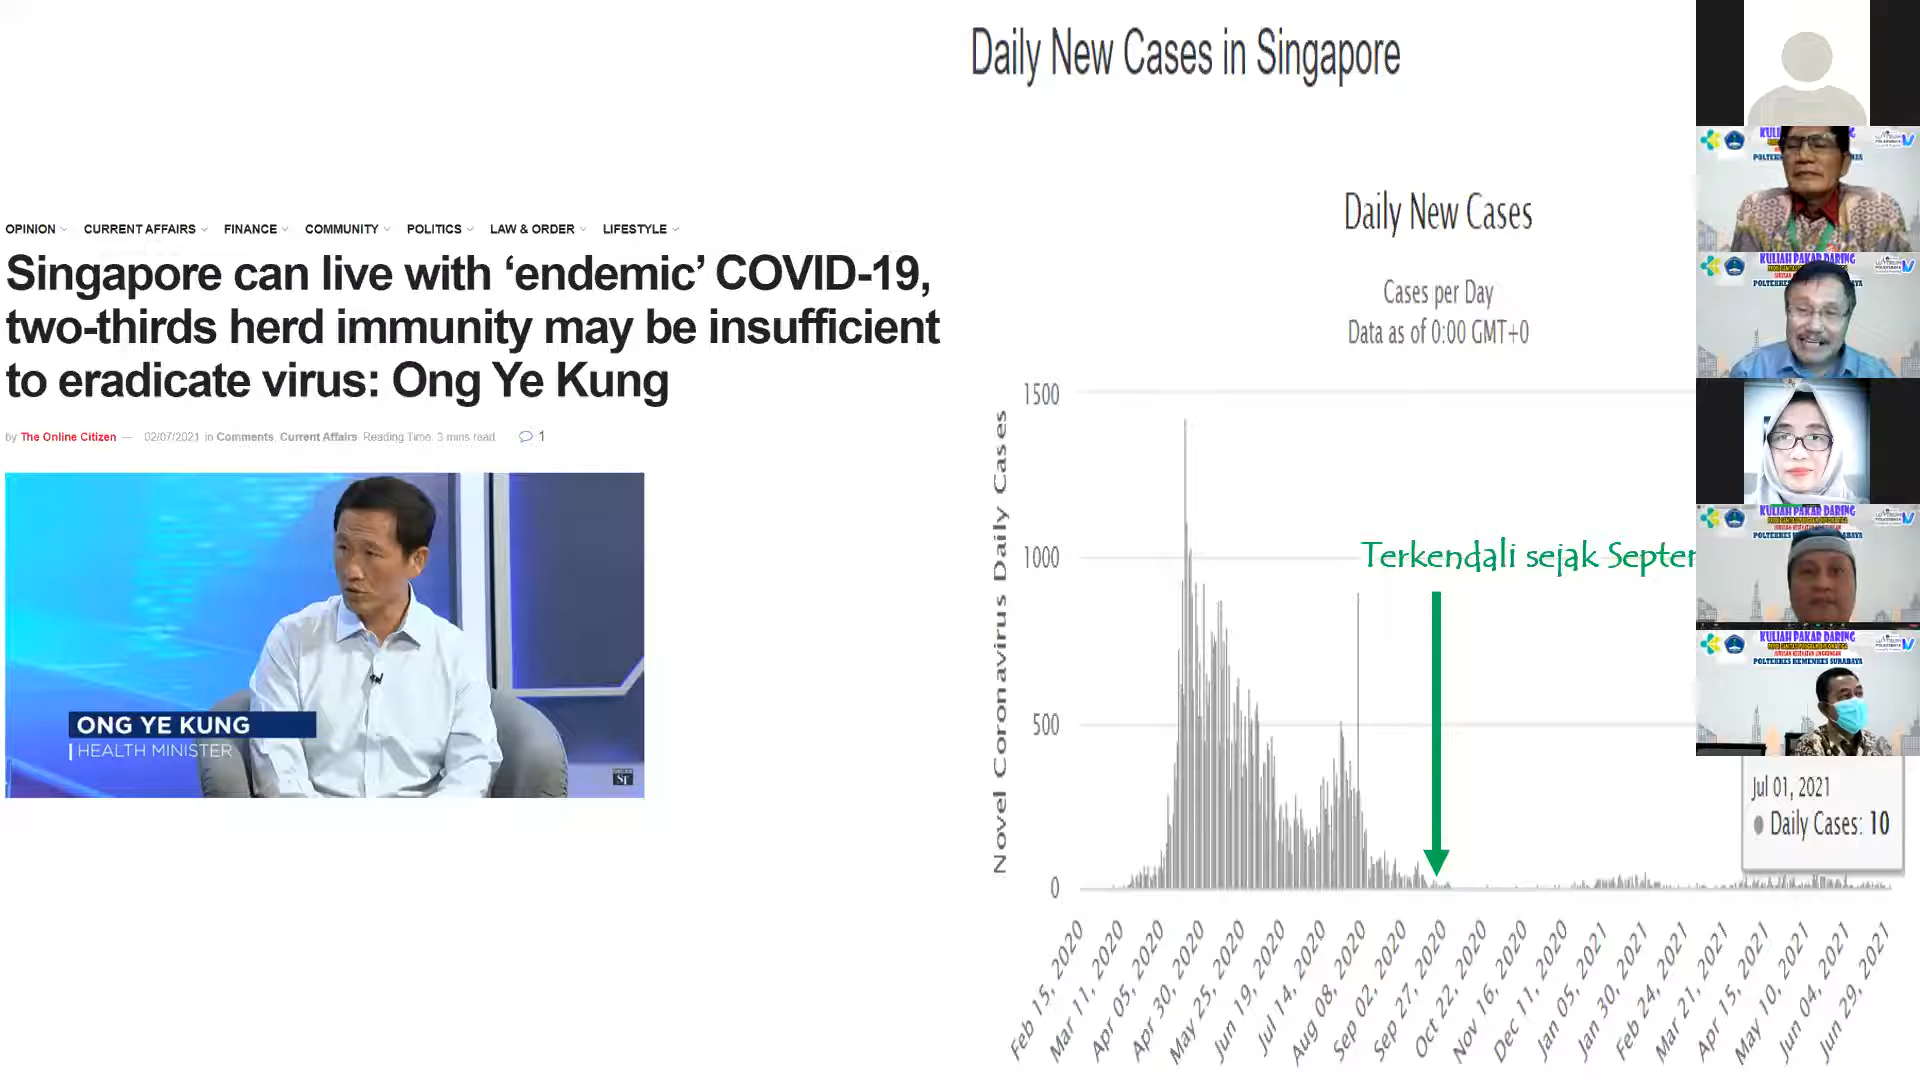 OPINION CURRENT AFFAIRS FINANCE COMMUNITY POLITICS LAW & ORDER LIFESTYLE
Singapore can live with ‘endemic’ COVID-19,
two-thirds herd immunity may be insufficient
to eradicate virus: Ong Ye Kung
by The Online Citizen — 02/07/2021 in Comments, Current Affairs Reading Time: 3 mins read 1
ONG YE KUNG
HEALTH MINISTER
ST
Daily New Cases in Singapore
Daily New Cases
Cases per Day
Data as of 0:00 GMT+0
Novel Coronavirus Daily Cases
1500
1000
500
0
Terkendali sejak Septem
Jul 01, 2021
Daily Cases: 10
Feb 15, 2020
Mar 11, 2020
Apr 05, 2020
Apr 30, 2020
May 25, 2020
Jun 19, 2020
Jul 14, 2020
Aug 08, 2020
Sep 02, 2020
Sep 27, 2020
Oct 22, 2020
Nov 16, 2020
Dec 11, 2020
Jan 05, 2021
Jan 30, 2021
Feb 24, 2021
Mar 21, 2021
Apr 15, 2021
May 10, 2021
Jun 04, 2021
Jun 29, 2021
KULIAH PAKAR DARING
KULIAH PAKAR DARING
KULIAH PAKAR DARING
POLTEKKES KEMENKES SURABAYA